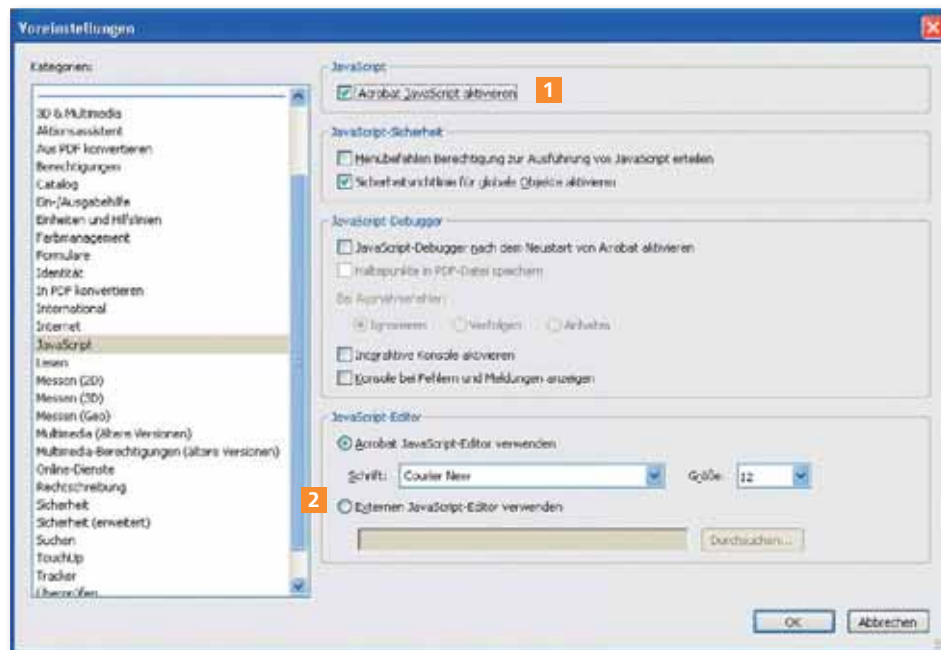 Voreinstellungen
Kategorien:
3D & Multimedia
Aktionsassistent
Aus PDF konvertieren
Berechtigungen
Catalog
Ein-/Ausgabehilfe
Einheiten und Hilfslinien
Farbmanagement
Formulare
Identität
In PDF konvertieren
International
Internet
JavaScript
Lesen
Messen (2D)
Messen (3D)
Messen (Geo)
Multimedia (ältere Versionen)
Multimedia-Berechtigungen (ältere Versionen)
Online-Dienste
Rechtschreibung
Sicherheit
Sicherheit (erweitert)
Suchen
TouchUp
Tracker
Überprüfen
JavaScript
Acrobat JavaScript aktivieren 1
JavaScript-Sicherheit
Menübefehlen Berechtigung zur Ausführung von JavaScript erteilen
Sicherheitsrichtlinie für globale Objekte aktivieren
JavaScript-Debugger
JavaScript-Debugger nach dem Neustart von Acrobat aktivieren
Haltepunkte in PDF-Datei speichern
Bei Ausnahmefehler:
Ignorieren Verfolgen Anhalten
Interaktive Konsole aktivieren
Konsole bei Fehlern und Meldungen anzeigen
JavaScript-Editor
Acrobat JavaScript-Editor verwenden
Schrift: Courier New Größe: 12
2 Externen JavaScript-Editor verwenden
Durchsuchen...
OK Abbrechen